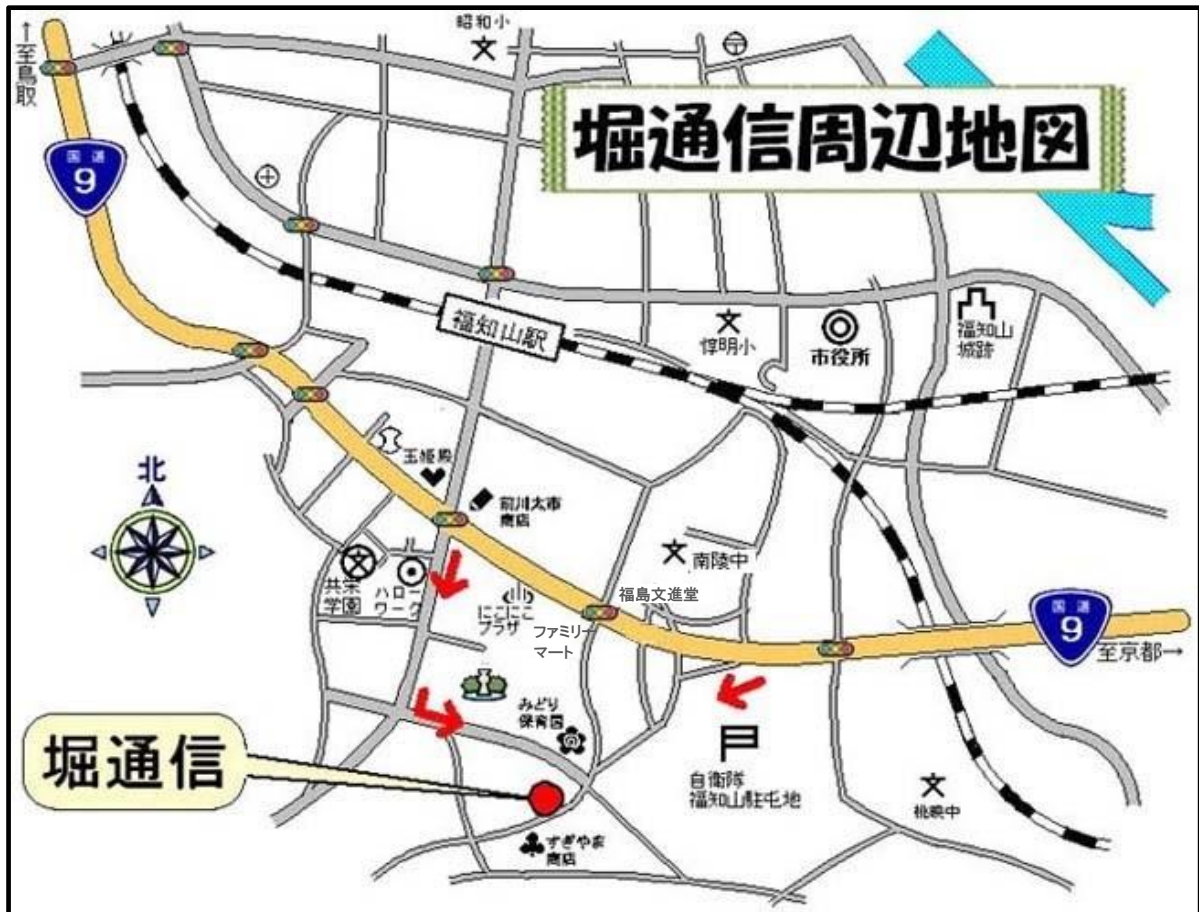 昭和小
↑至鳥取
堀通信周辺地図
国道
9
福知山駅
惇明小
市役所
福知山
城跡
玉姫殿
前川太市
商店
北
南陵中
共栄
学園
ハロー
ワーク
にこにこ
プラザ
福島文進堂
ファミリー
マート
国道
9
至京都→
みどり
保育園
堀通信
自衛隊
福知山駐屯地
桃映中
すぎやま
商店